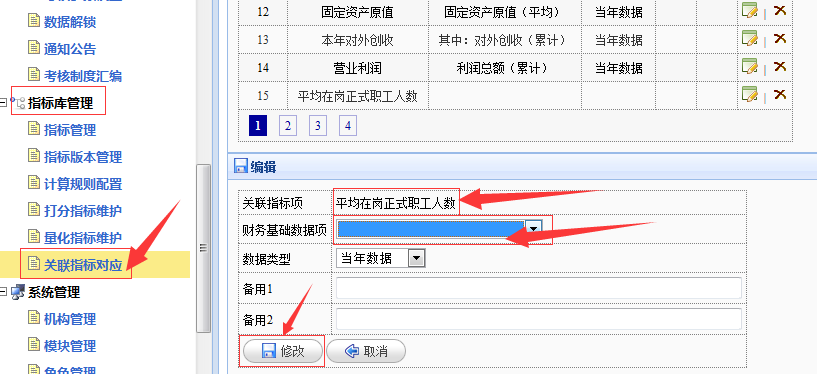 数据解锁
通知公告
考核制度汇编
指标库管理
指标管理
指标版本管理
计算规则配置
打分指标维护
量化指标维护
关联指标对应
系统管理
机构管理
模块管理
12 固定资产原值 固定资产原值（平均） 当年数据 |
13 本年对外创收 其中：对外创收（累计） 当年数据 |
14 营业利润 利润总额（累计） 当年数据 |
15 平均在岗正式职工人数 |
1 2 3 4
编辑
关联指标项 平均在岗正式职工人数
财务基础数据项
数据类型 当年数据
备用1
备用2
修改 取消